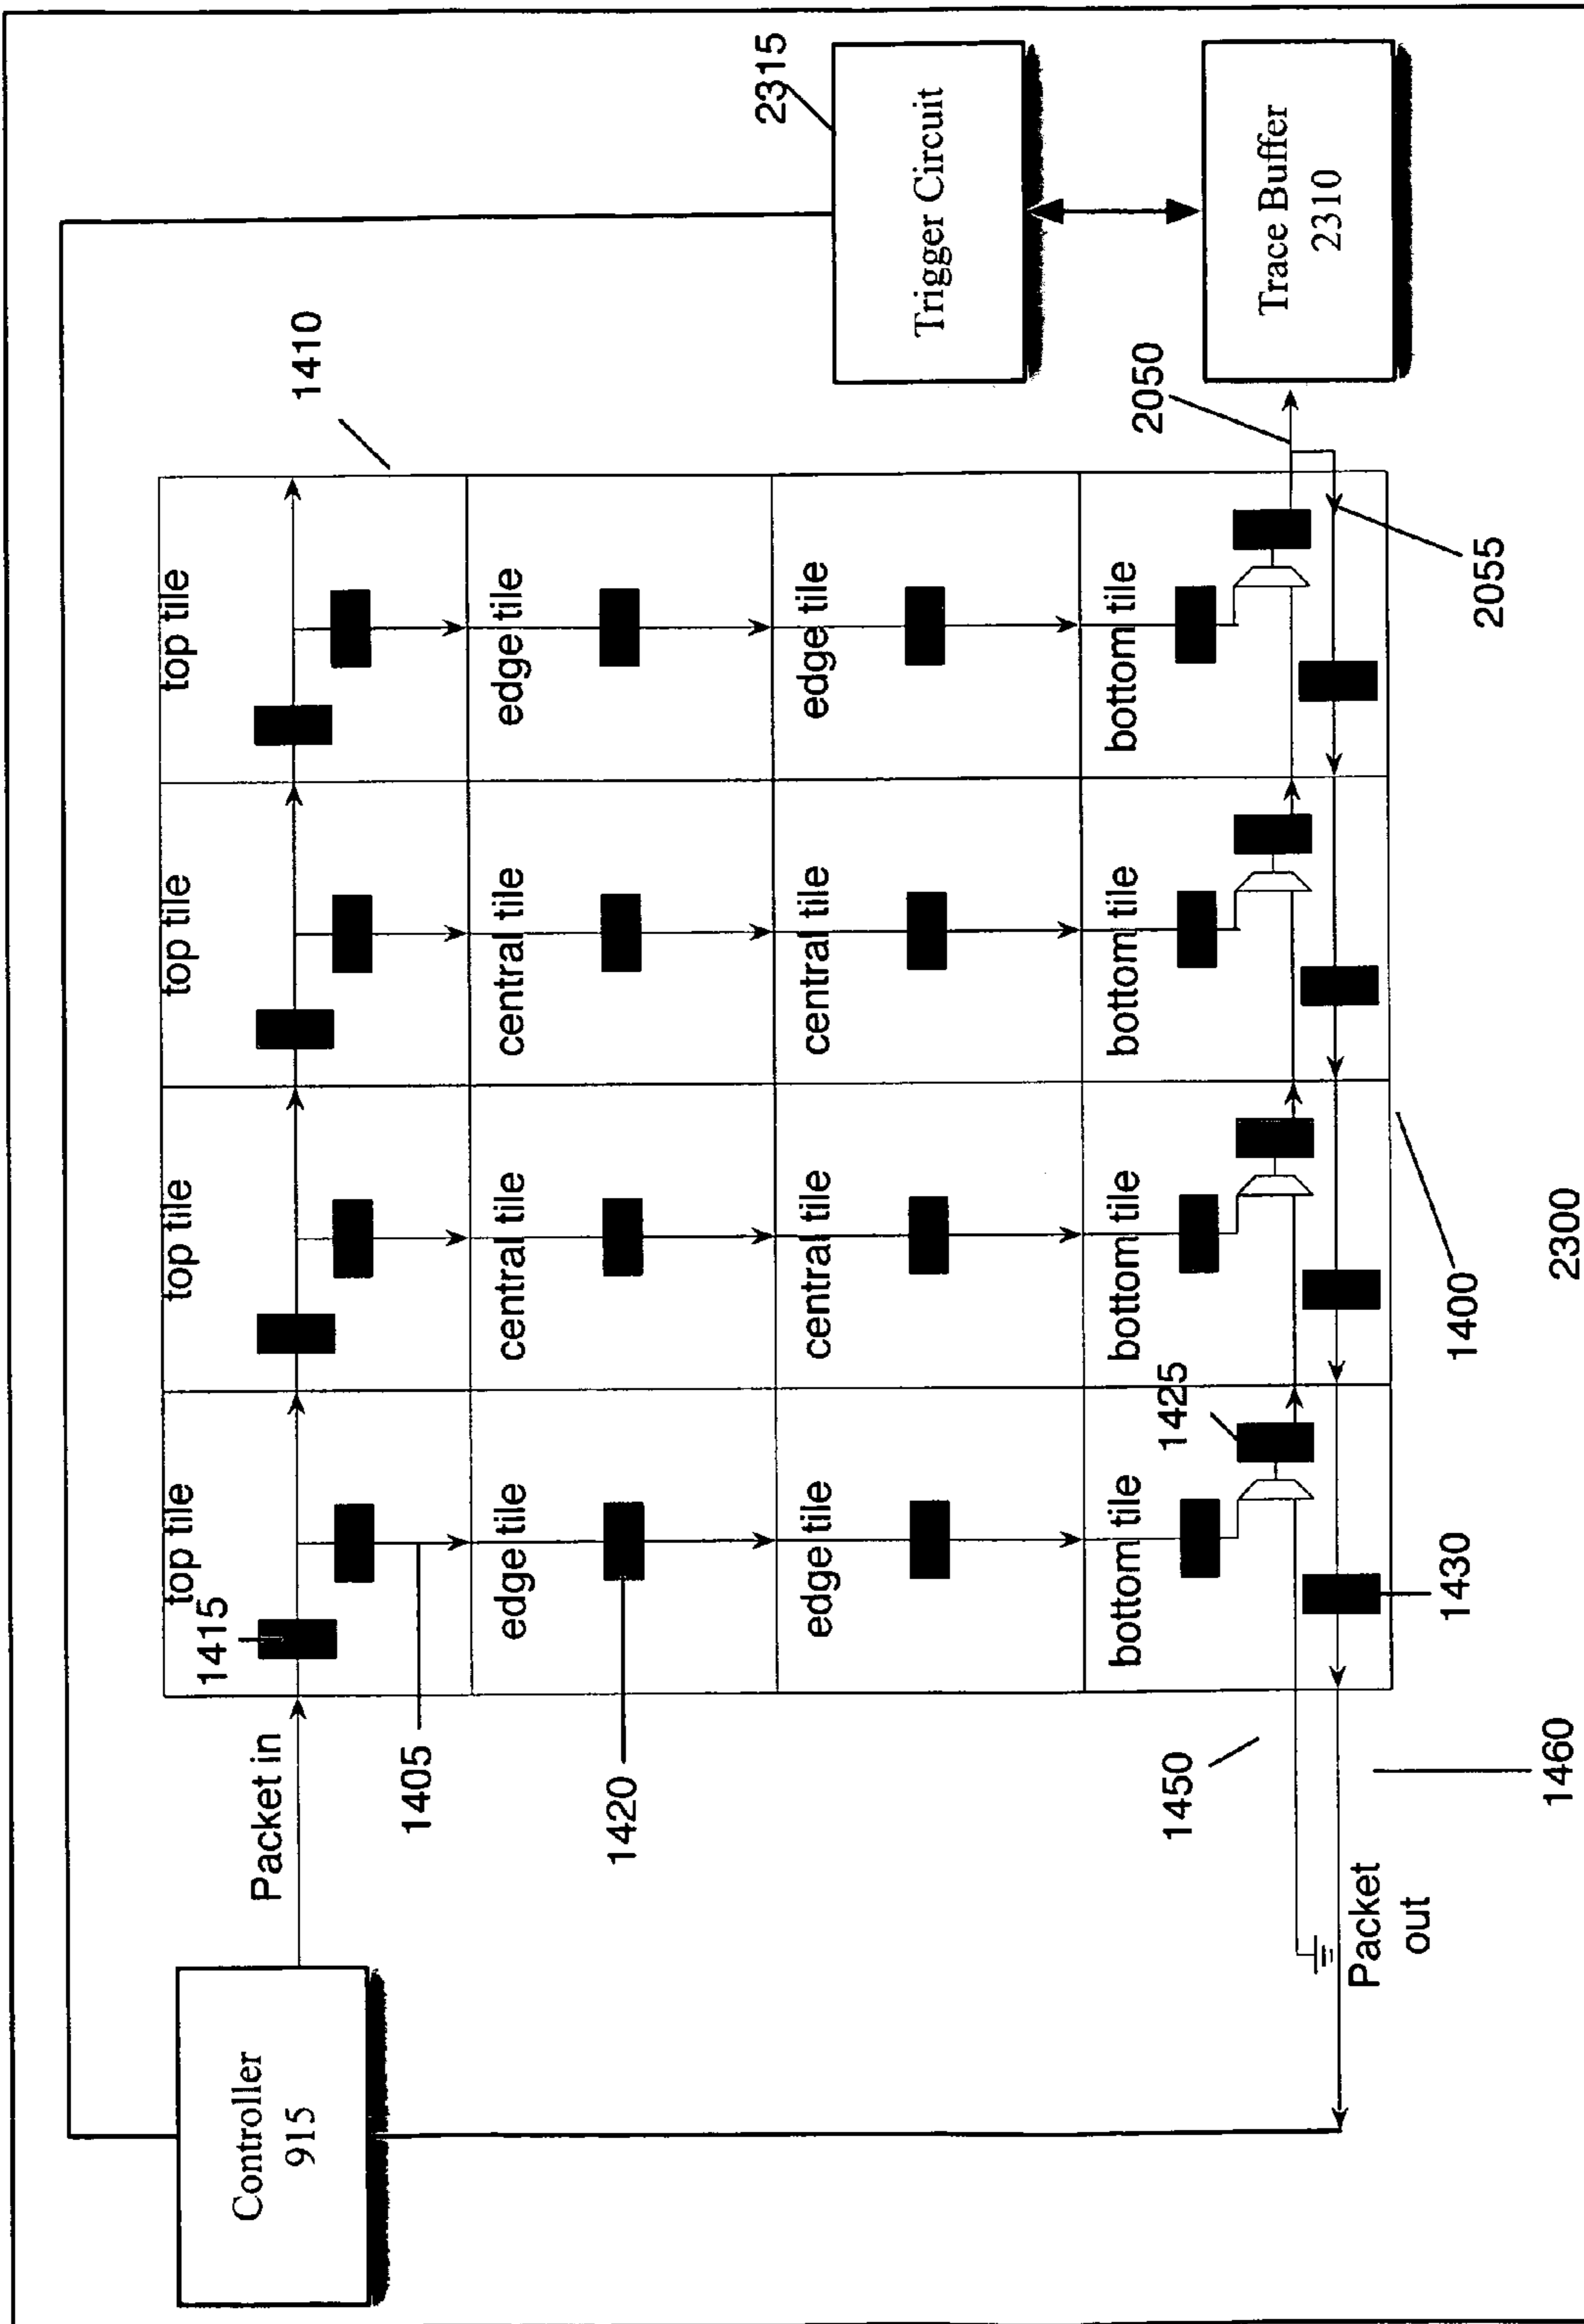 top tile
top tile
top tile
top tile
1415
Controller
915
Packet in
1410
1405
edge tile
central tile
central tile
edge tile
1420
2315
edge tile
central tile
central tile
edge tile
Trigger Circuit
bottom tile
bottom tile
bottom tile
bottom tile
2050
1425
1450
Trace Buffer
2310
Packet
out
1430
1400
2055
1460
2300